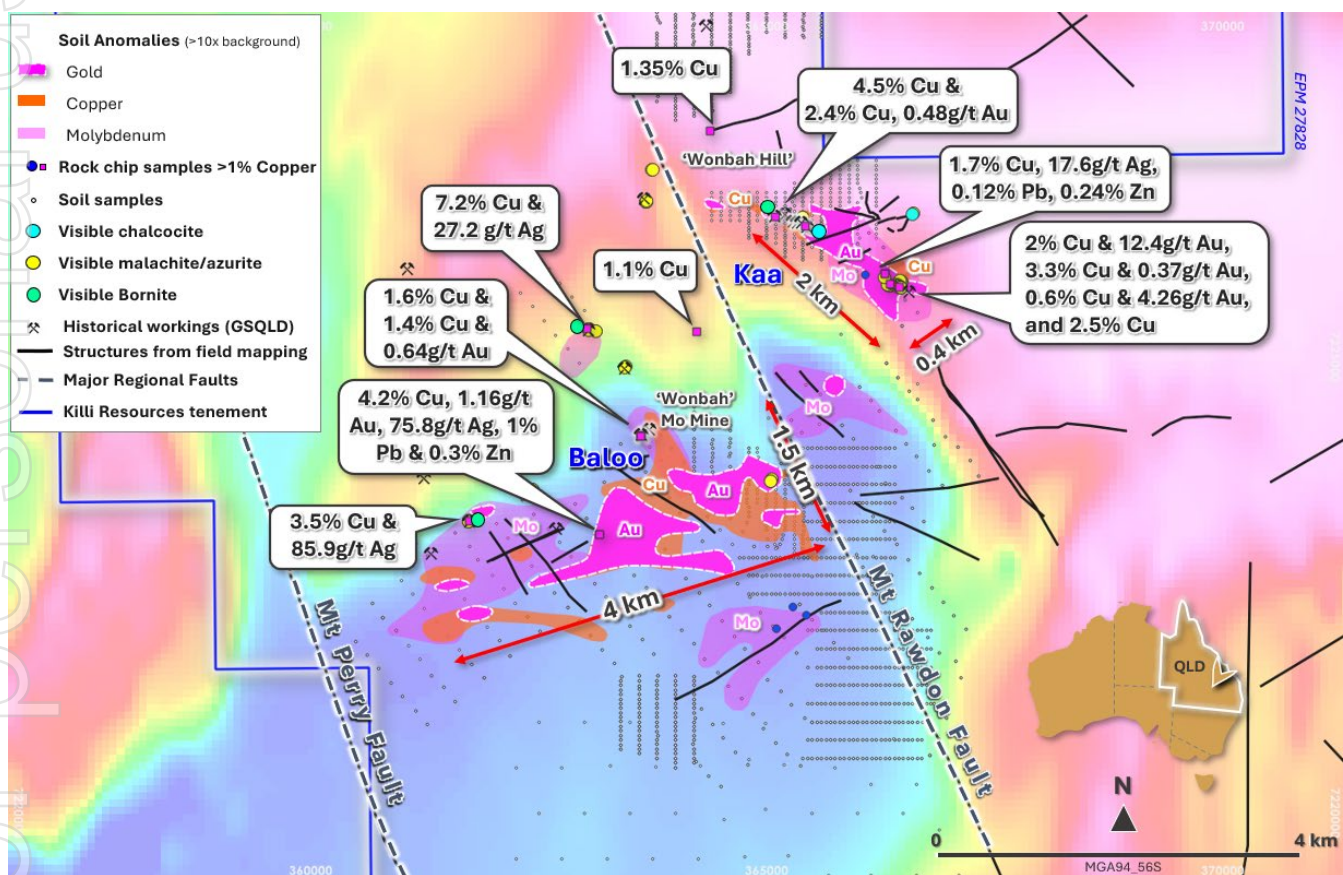 Soil Anomalies (>10x background)
Gold
Copper
Molybdenum
Rock chip samples >1% Copper
Soil samples
Visible chalcocite
Visible malachite/azurite
Visible Bornite
Historical workings (GSQLD)
Structures from field mapping
Major Regional Faults
Killi Resources tenement
370000
EPM 27828
1.35% Cu
4.5% Cu &
2.4% Cu, 0.48g/t Au
'Wonbah Hill'
1.7% Cu, 17.6g/t Ag,
0.12% Pb, 0.24% Zn
7.2% Cu &
27.2 g/t Ag
Cu
Au
Mo
Cu
2% Cu & 12.4g/t Au,
3.3% Cu & 0.37g/t Au,
0.6% Cu & 4.26g/t Au,
and 2.5% Cu
1.1% Cu
Kaa
2 km
0.4 km
1.6% Cu &
1.4% Cu &
0.64g/t Au
4.2% Cu, 1.16g/t
Au, 75.8g/t Ag, 1%
Pb & 0.3% Zn
'Wonbah'
Mo Mine
Mo
1.5 km
Baloo
Cu
Au
3.5% Cu &
85.9g/t Ag
Mo
Au
4 km
Mo
Mt Perry Fault
Mt Rawdon Fault
QLD
N
0
4 km
MGA94_56S
360000
365000
370000